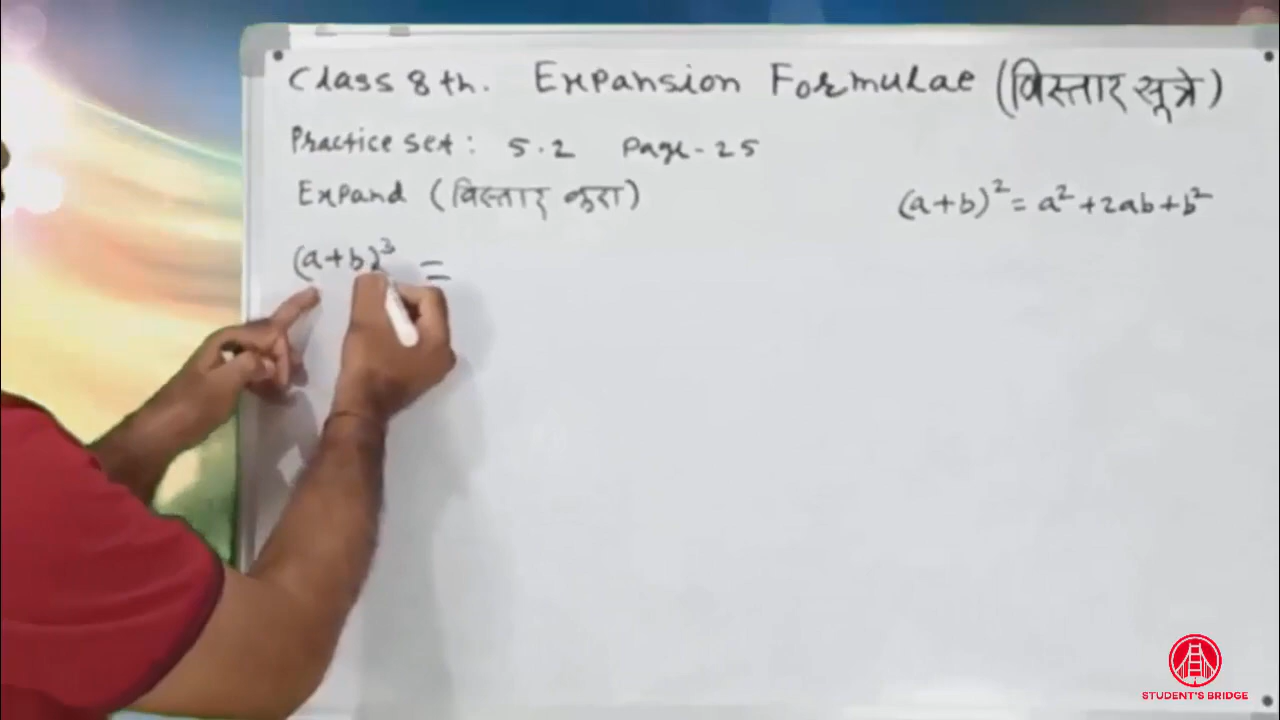 Class 8th. Expansion Formulae (विस्तार सूत्रे)
Practice set: 5.2 Page-25
Expand (विस्तार करा)
(a+b)² = a² + 2ab + b²
(a+b)³ =
STUDENT'S BRIDGE